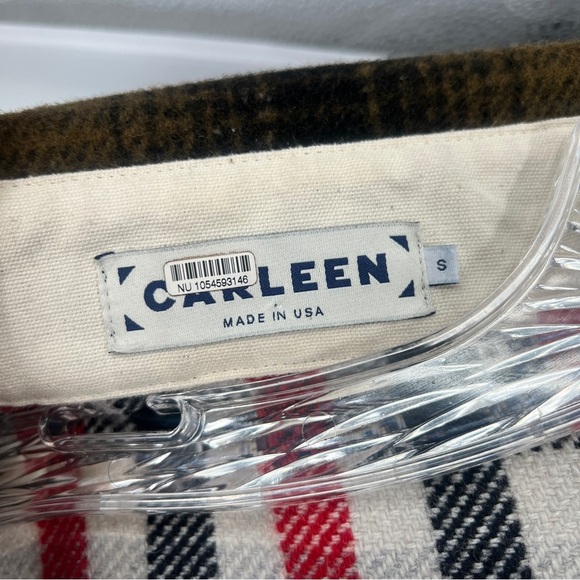 NU 1054593146
CARLEEN
MADE IN USA
S